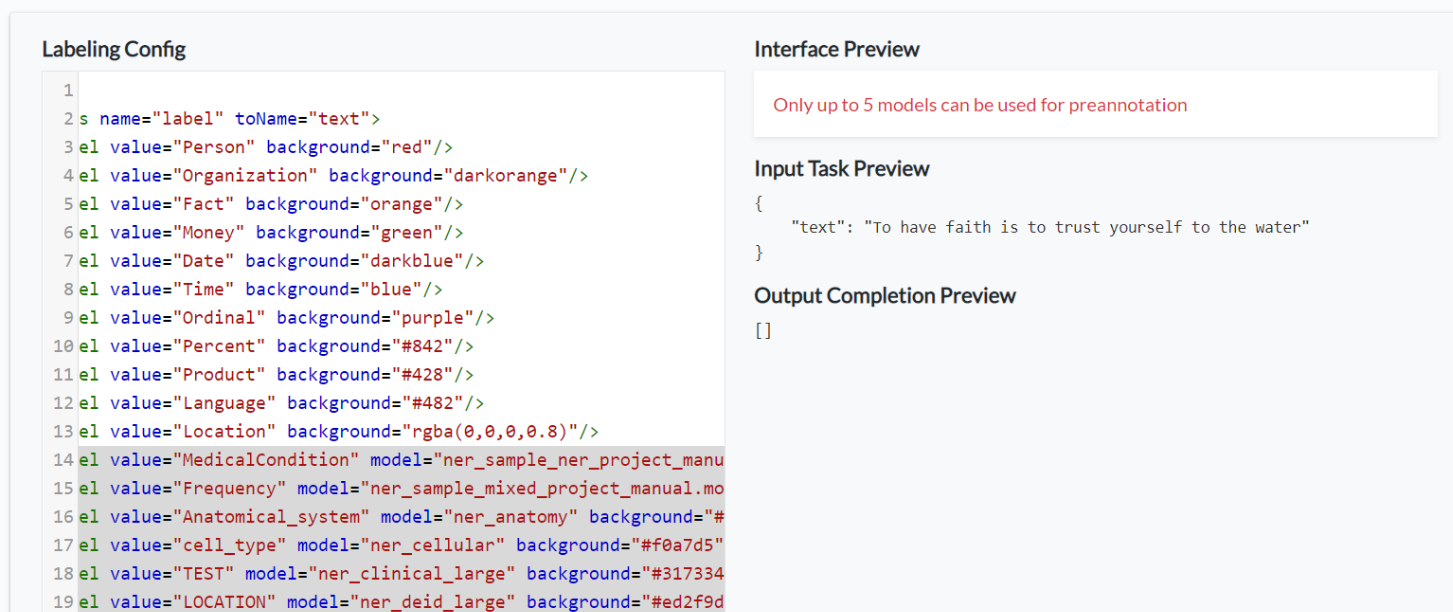 Labeling Config
1
2 s name="label" toName="text">
3 el value="Person" background="red"/>
4 el value="Organization" background="darkorange"/>
5 el value="Fact" background="orange"/>
6 el value="Money" background="green"/>
7 el value="Date" background="darkblue"/>
8 el value="Time" background="blue"/>
9 el value="Ordinal" background="purple"/>
10 el value="Percent" background="#842"/>
11 el value="Product" background="#428"/>
12 el value="Language" background="#482"/>
13 el value="Location" background="rgba(0,0,0,0.8)"/>
14 el value="MedicalCondition" model="ner_sample_ner_project_manu
15 el value="Frequency" model="ner_sample_mixed_project_manual.mo
16 el value="Anatomical_system" model="ner_anatomy" background="#
17 el value="cell_type" model="ner_cellular" background="#f0a7d5"
18 el value="TEST" model="ner_clinical_large" background="#317334
19 el value="LOCATION" model="ner_deid_large" background="#ed2f9d
Interface Preview
Only up to 5 models can be used for preannotation
Input Task Preview
{
"text": "To have faith is to trust yourself to the water"
}
Output Completion Preview
[]